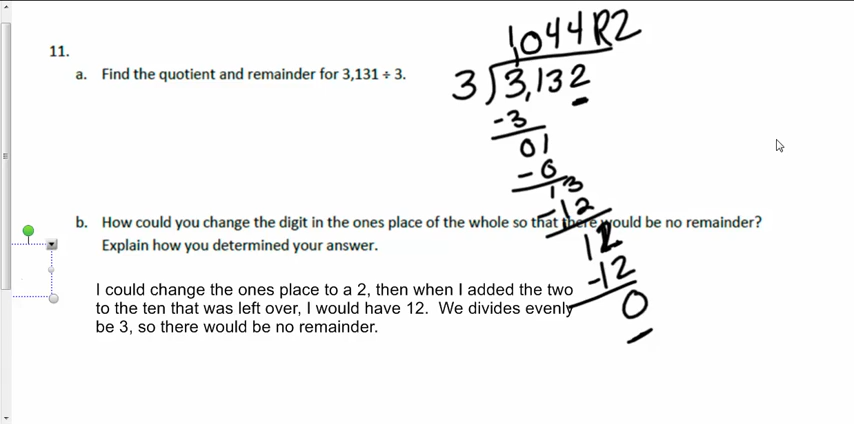 11.
a. Find the quotient and remainder for 3,131 ÷ 3.
1044R2
3 3,132
-3
01
-0
13
-12
12
-12
0
b. How could you change the digit in the ones place of the whole so that there would be no remainder?
Explain how you determined your answer.
I could change the ones place to a 2, then when I added the two
to the ten that was left over, I would have 12. We divides evenly
be 3, so there would be no remainder.